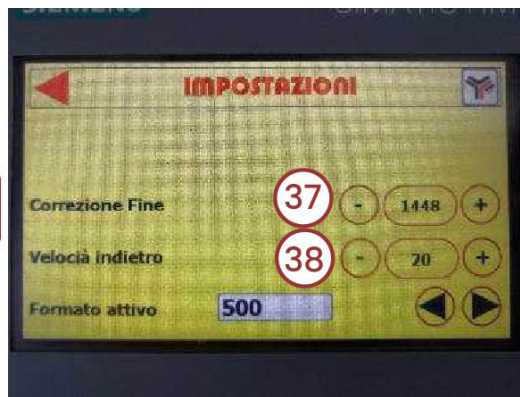 IMPOSTAZIONI
Correzione Fine 37 - 1448 +
Velocià indietro 38 - 20 +
Formato attivo 500